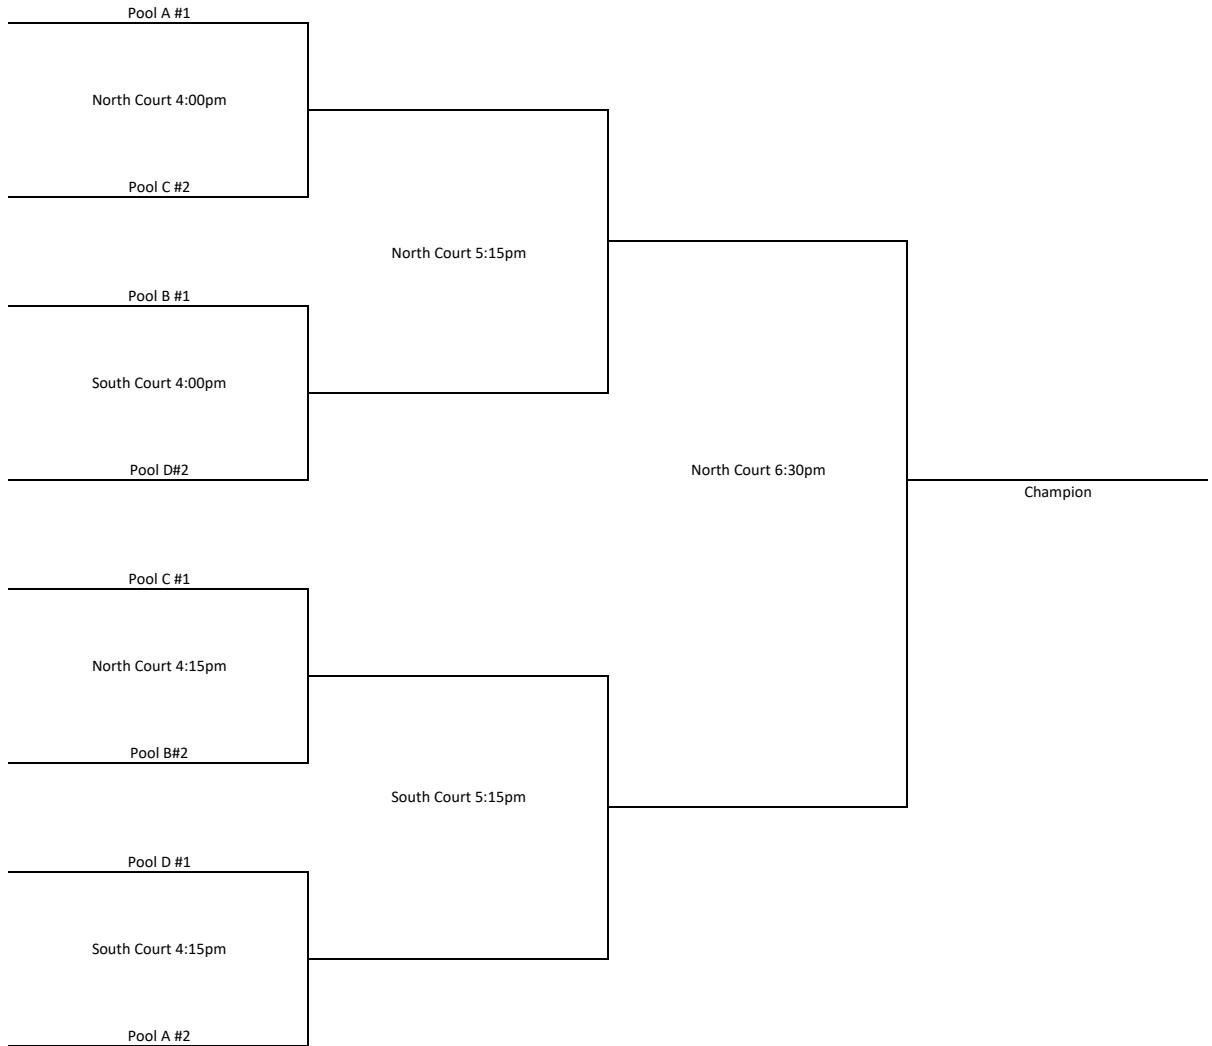 Pool A #1
North Court 4:00pm
Pool C #2
North Court 5:15pm
Pool B #1
South Court 4:00pm
Pool D#2
North Court 6:30pm
Champion
Pool C #1
North Court 4:15pm
Pool B#2
South Court 5:15pm
Pool D #1
South Court 4:15pm
Pool A #2